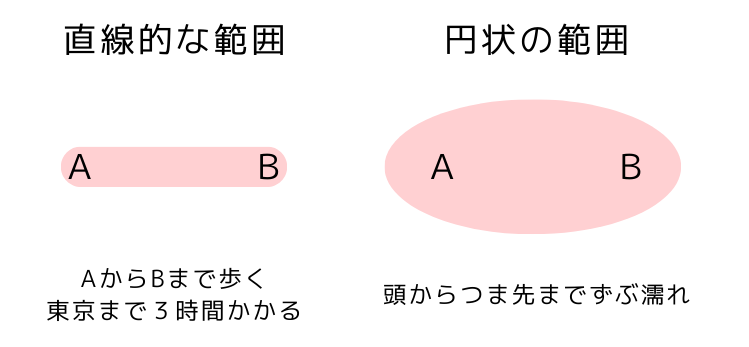 直線的な範囲
A B
AからBまで歩く
東京まで３時間かかる
円状の範囲
A B
頭からつま先までずぶ濡れ